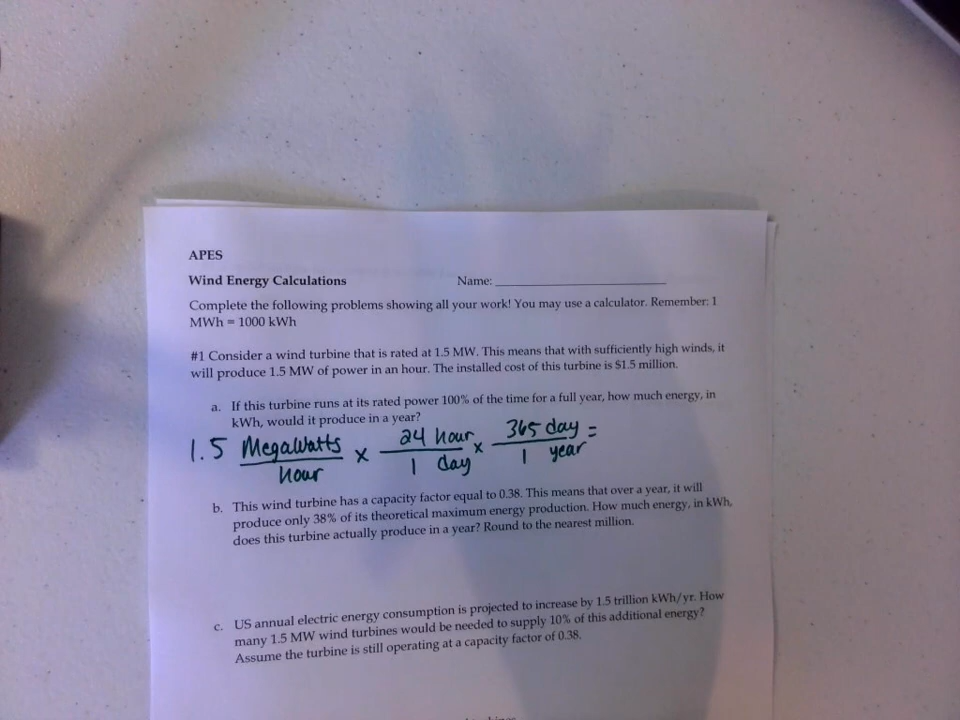 APES
Wind Energy Calculations Name:
Complete the following problems showing all your work! You may use a calculator. Remember: 1
MWh = 1000 kWh
#1 Consider a wind turbine that is rated at 1.5 MW. This means that with sufficiently high winds, it
will produce 1.5 MW of power in an hour. The installed cost of this turbine is $1.5 million.
a. If this turbine runs at its rated power 100% of the time for a full year, how much energy, in
kWh, would it produce in a year?
1.5 MegaWatts / hour x 24 hour / 1 day x 365 day / 1 year =
b. This wind turbine has a capacity factor equal to 0.38. This means that over a year, it will
produce only 38% of its theoretical maximum energy production. How much energy, in kWh,
does this turbine actually produce in a year? Round to the nearest million.
c. US annual electric energy consumption is projected to increase by 1.5 trillion kWh/yr. How
many 1.5 MW wind turbines would be needed to supply 10% of this additional energy?
Assume the turbine is still operating at a capacity factor of 0.38.